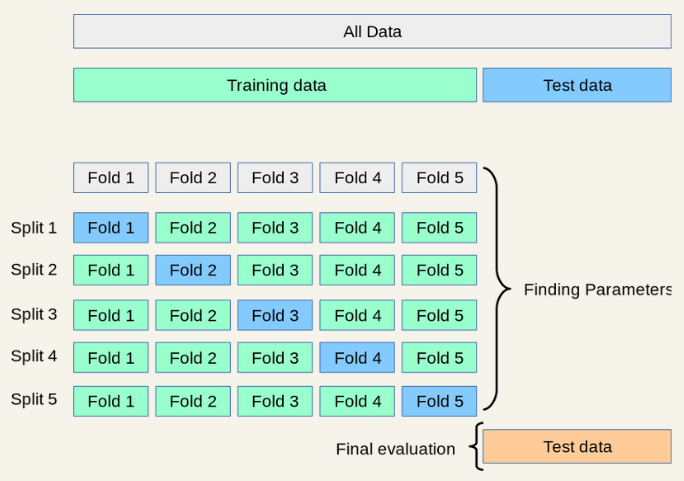 All Data
Training data Test data
Fold 1 Fold 2 Fold 3 Fold 4 Fold 5
Split 1 Fold 1 Fold 2 Fold 3 Fold 4 Fold 5
Split 2 Fold 1 Fold 2 Fold 3 Fold 4 Fold 5
Finding Parameters
Split 3 Fold 1 Fold 2 Fold 3 Fold 4 Fold 5
Split 4 Fold 1 Fold 2 Fold 3 Fold 4 Fold 5
Split 5 Fold 1 Fold 2 Fold 3 Fold 4 Fold 5
Final evaluation Test data